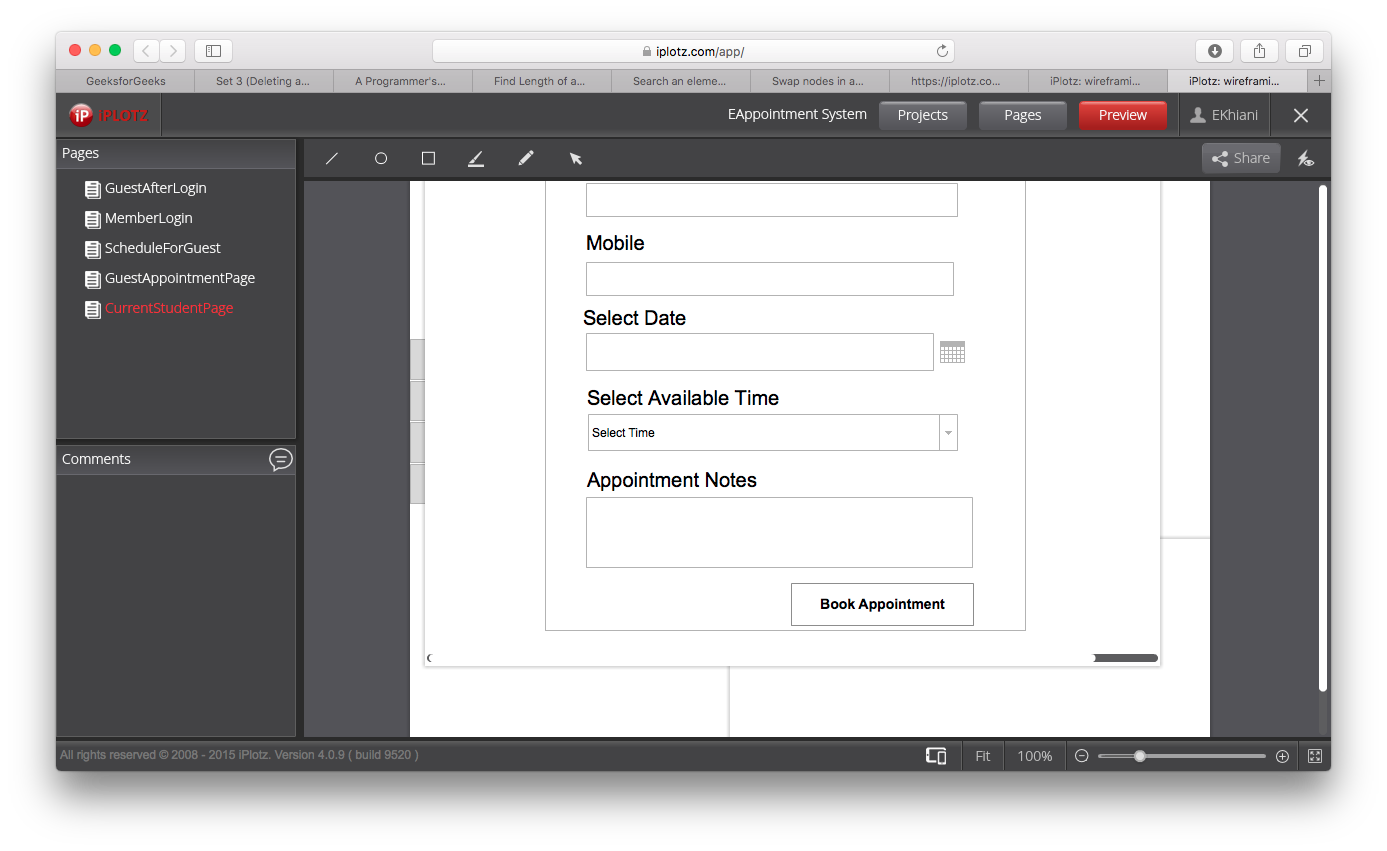 iplotz.com/app/
GeeksforGeeks
Set 3 (Deleting a...
A Programmer's...
Find Length of a...
Search an eleme...
Swap nodes in a...
https://iplotz.co...
iPlotz: wireframi...
iPlotz: wireframi...
iP IPLOTZ
EAppointment System
Projects
Pages
Preview
EKhiani
Pages
Share
GuestAfterLogin
MemberLogin
ScheduleForGuest
GuestAppointmentPage
CurrentStudentPage
Comments
Mobile
Select Date
Select Available Time
Select Time
Appointment Notes
Book Appointment
All rights reserved © 2008 - 2015 iPlotz. Version 4.0.9 ( build 9520 )
Fit
100%